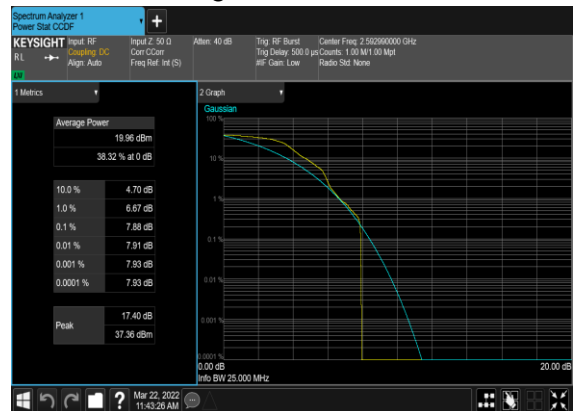 Spectrum Analyzer 1
Power Stat CCDF
+
KEYSIGHT Input: RF Input Z: 50 Ω Atten: 40 dB Trig: RF Burst Center Freq: 2.592990000 GHz
RL Coupling: DC Corr CCorr Trig Delay: 500.0 µs Counts: 1.00 M/1.00 Mpt
Align: Auto Freq Ref: Int (S) #IF Gain: Low Radio Std: None
1 Metrics
2 Graph
Average Power
19.96 dBm
38.32 % at 0 dB
10.0 % 4.70 dB
1.0 % 6.67 dB
0.1 % 7.88 dB
0.01 % 7.91 dB
0.001 % 7.93 dB
0.0001 % 7.93 dB
Peak 17.40 dB
37.36 dBm
Gaussian
100 %
10 %
1 %
0.1 %
0.01 %
0.001 %
0.0001 %
0.00 dB 20.00 dB
Info BW 25.000 MHz
?
Mar 22, 2022
11:43:26 AM